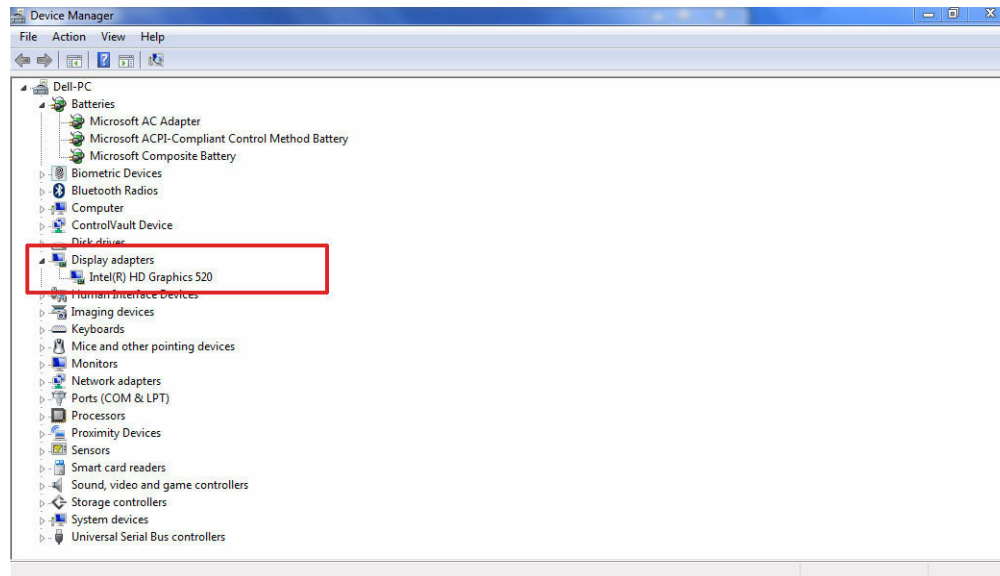 Device Manager
File Action View Help
Dell-PC
Batteries
Microsoft AC Adapter
Microsoft ACPI-Compliant Control Method Battery
Microsoft Composite Battery
Biometric Devices
Bluetooth Radios
Computer
ControlVault Device
Disk drives
Display adapters
Intel(R) HD Graphics 520
Human Interface Devices
Imaging devices
Keyboards
Mice and other pointing devices
Monitors
Network adapters
Ports (COM & LPT)
Processors
Proximity Devices
Sensors
Smart card readers
Sound, video and game controllers
Storage controllers
System devices
Universal Serial Bus controllers